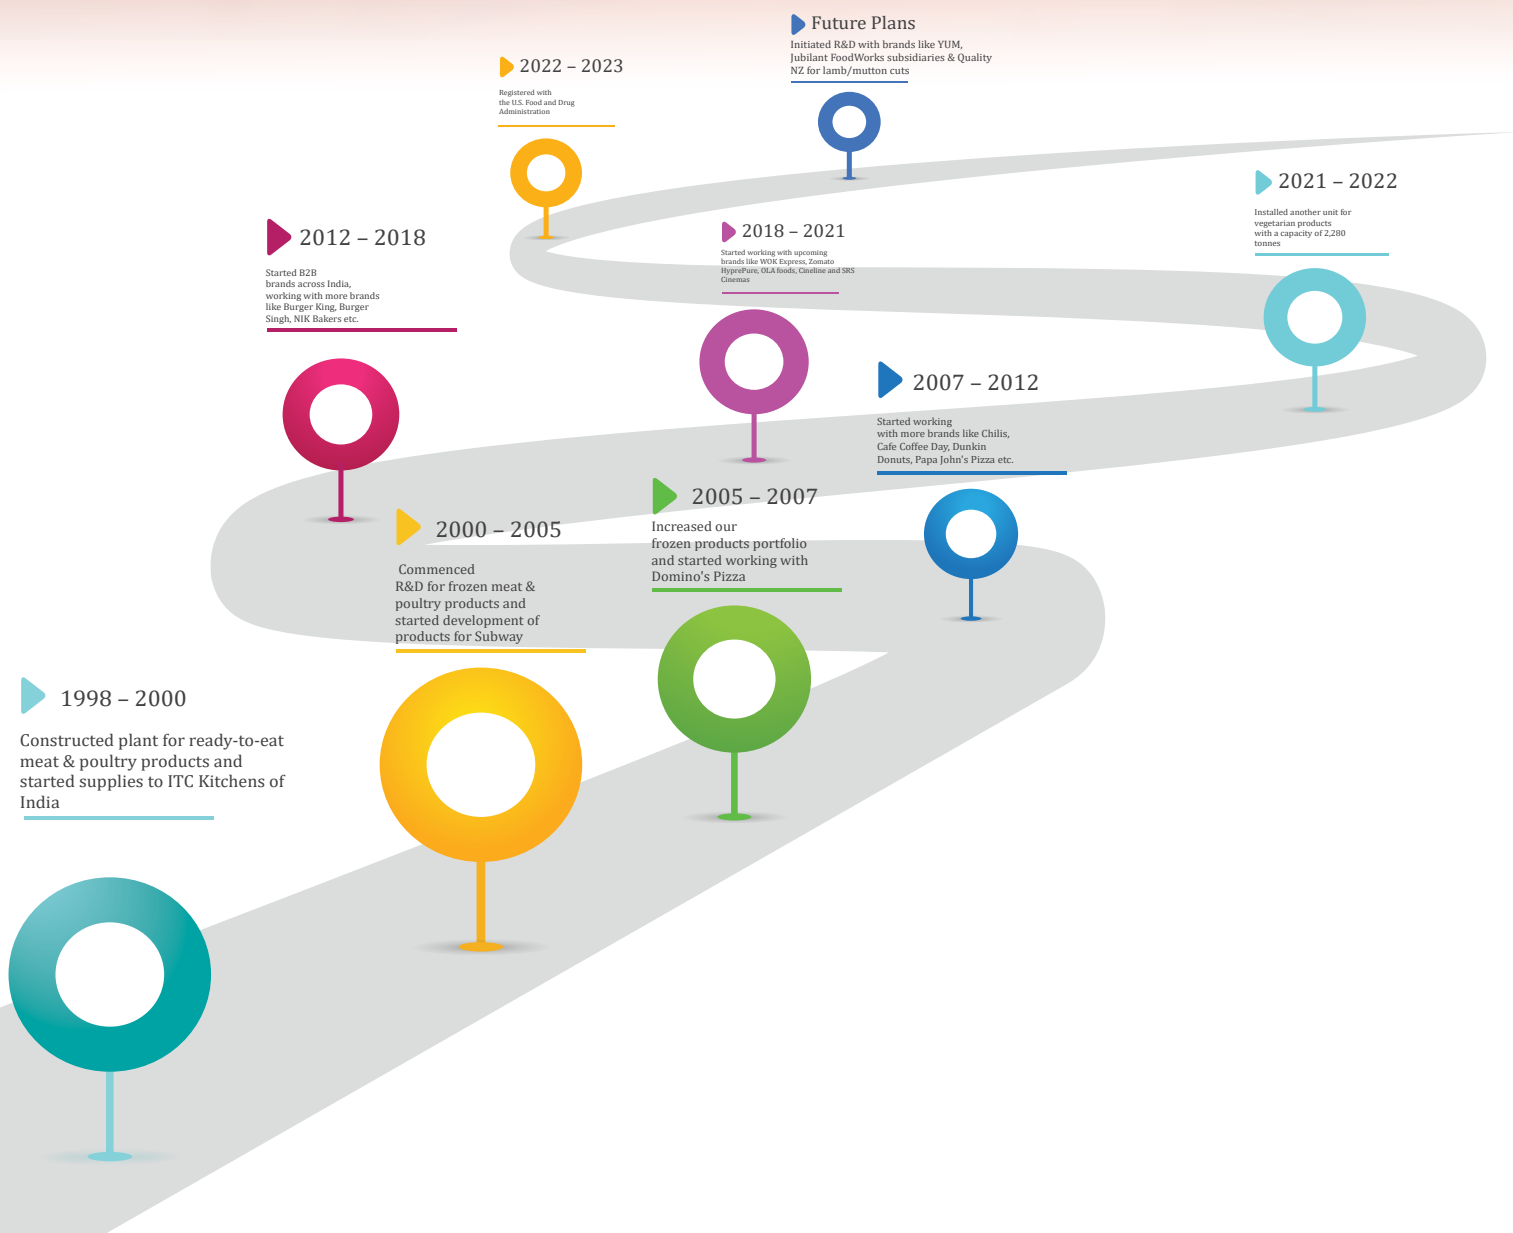 Future Plans
Initiated R&D with brands like YUM,
Jubilant FoodWorks subsidiaries & Quality
NZ for lamb/mutton cuts
2022 – 2023
Registered with
the U.S. Food and Drug
Administration
2021 – 2022
Installed another unit for
vegetarian products
with a capacity of 2,280
tonnes
2012 – 2018
Started B2B
brands across India,
working with more brands
like Burger King, Burger
Singh, NIK Bakers etc.
2018 – 2021
Started working with upcoming
brands like WOK Express, Zomato
HyprePure, OLA foods, Cineline and SRS
Cinemas
2007 – 2012
Started working
with more brands like Chilis,
Cafe Coffee Day, Dunkin
Donuts, Papa John's Pizza etc.
2005 – 2007
Increased our
frozen products portfolio
and started working with
Domino's Pizza
2000 – 2005
Commenced
R&D for frozen meat &
poultry products and
started development of
products for Subway
1998 – 2000
Constructed plant for ready-to-eat
meat & poultry products and
started supplies to ITC Kitchens of
India